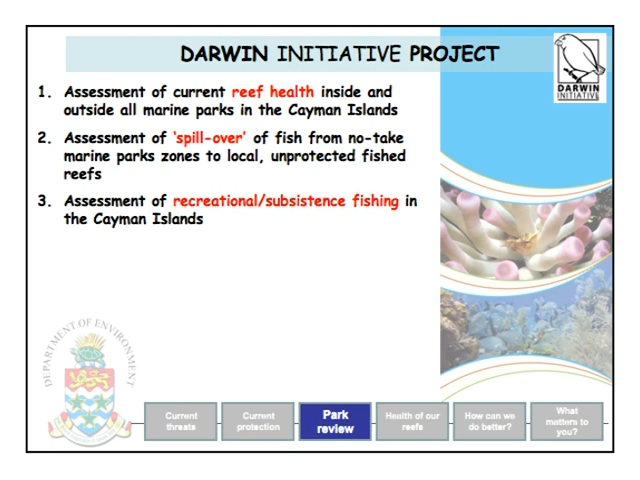 DARWIN INITIATIVE PROJECT
DARWIN
INITIATIVE
1. Assessment of current reef health inside and
outside all marine parks in the Cayman Islands
2. Assessment of ‘spill-over’ of fish from no-take
marine parks zones to local, unprotected fished
reefs
3. Assessment of recreational/subsistence fishing in
the Cayman Islands
DEPARTMENT OF ENVIRONMENT
Current
threats
Current
protection
Park
review
Health of our
reefs
How can we
do better?
What
matters to
you?